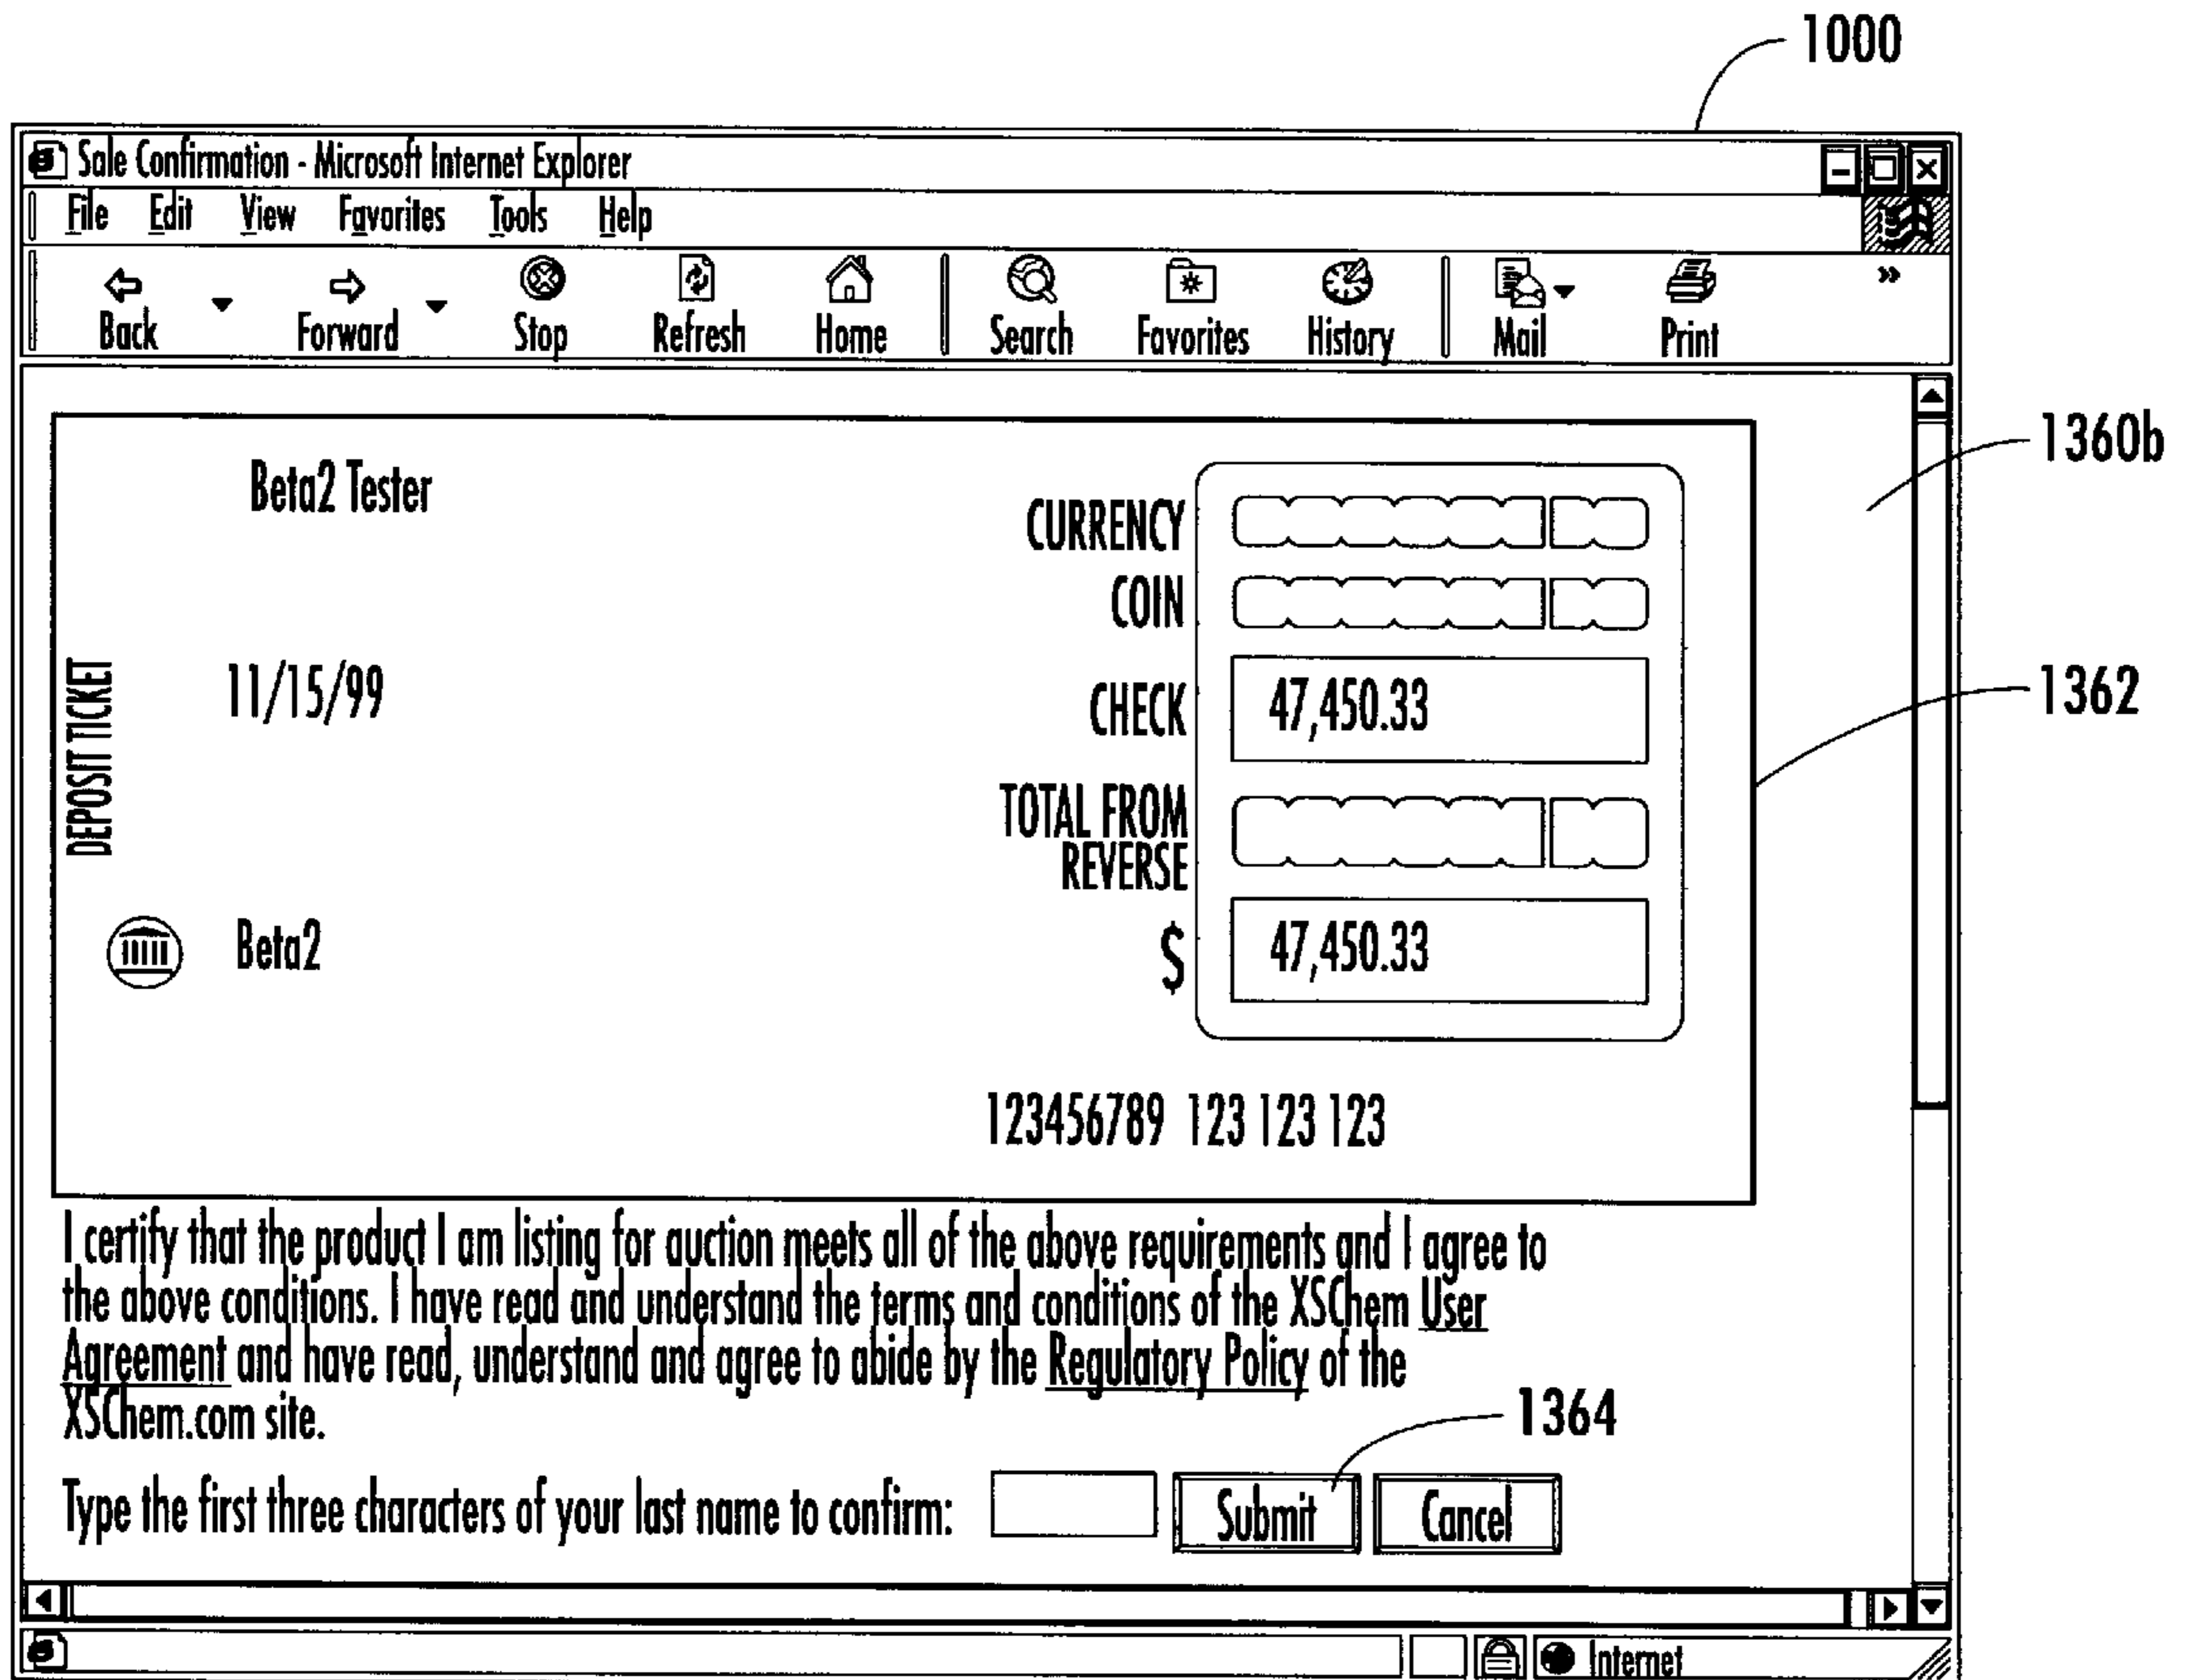 1000
Sale Confirmation - Microsoft Internet Explorer
File Edit View Favorites Tools Help
Back Forward Stop Refresh Home Search Favorites History Mail Print »
1360b
Beta2 Tester
CURRENCY
COIN
DEPOSIT TICKET
11/15/99
CHECK 47,450.33
1362
TOTAL FROM
REVERSE
Beta2
$ 47,450.33
123456789 123 123 123
I certify that the product I am listing for auction meets all of the above requirements and I agree to
the above conditions. I have read and understand the terms and conditions of the XSChem User
Agreement and have read, understand and agree to abide by the Regulatory Policy of the
XSChem.com site.
1364
Type the first three characters of your last name to confirm: Submit Cancel
Internet